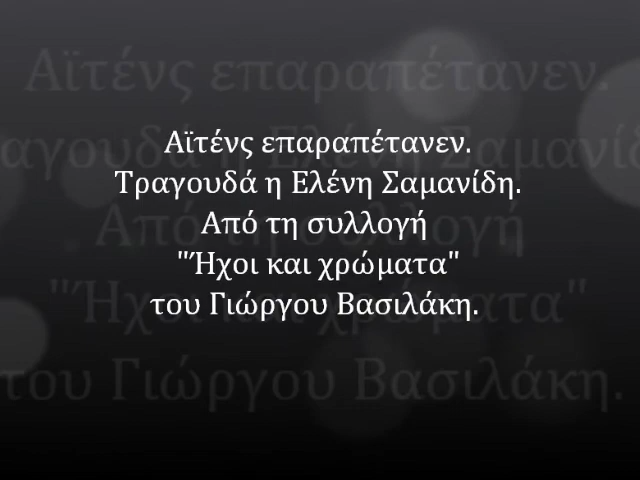 Αϊτένς επαραπέτανεν.
Τραγουδά η Ελένη Σαμανίδη.
Από τη συλλογή
"Ήχοι και χρώματα"
του Γιώργου Βασιλάκη.